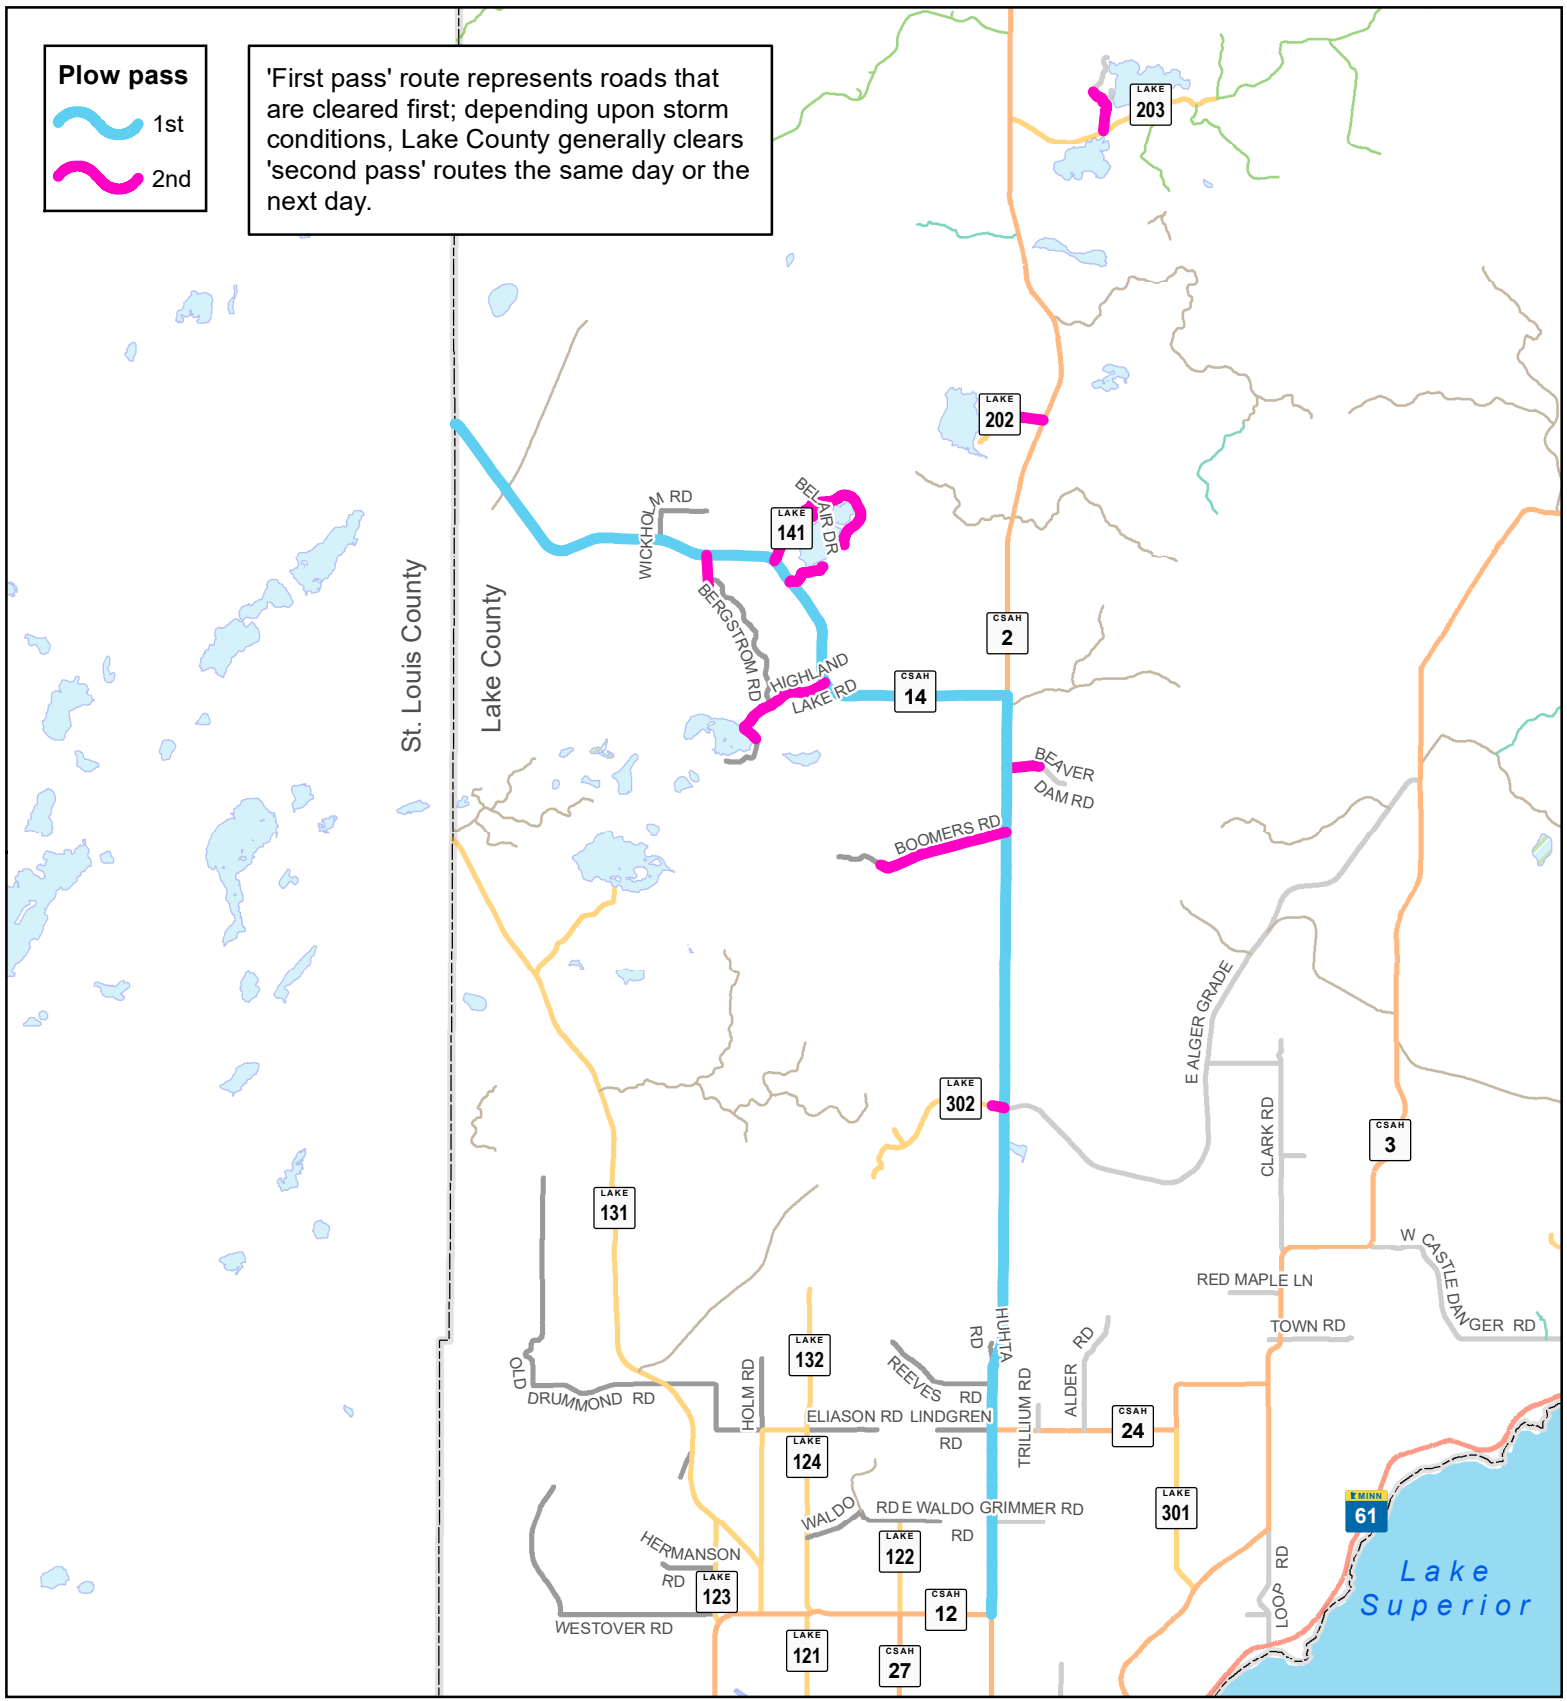 Plow pass
1st
2nd
'First pass' route represents roads that
are cleared first; depending upon storm
conditions, Lake County generally clears
'second pass' routes the same day or the
next day.
LAKE
203
LAKE
202
WICKHOLM RD
BEL AIR DR
LAKE
141
St. Louis County
Lake County
BERGSTROM RD
HIGHLAND
LAKE RD
CSAH
14
CSAH
2
BEAVER
DAM RD
BOOMERS RD
E ALGER GRADE
LAKE
302
CLARK RD
CSAH
3
LAKE
131
W CASTLE DANGER RD
RED MAPLE LN
TOWN RD
HUHTA
RD
LAKE
132
OLD
DRUMMOND RD
HOLM RD
REEVES
RD
TRILLIUM RD
ALDER
RD
ELIASON RD
LINDGREN
RD
CSAH
24
LAKE
124
WALDO
RD
E WALDO
RD
GRIMMER RD
LAKE
301
MINN
61
LAKE
122
HERMANSON
RD
LAKE
123
CSAH
12
WESTOVER RD
LOOP RD
Lake
Superior
LAKE
121
CSAH
27